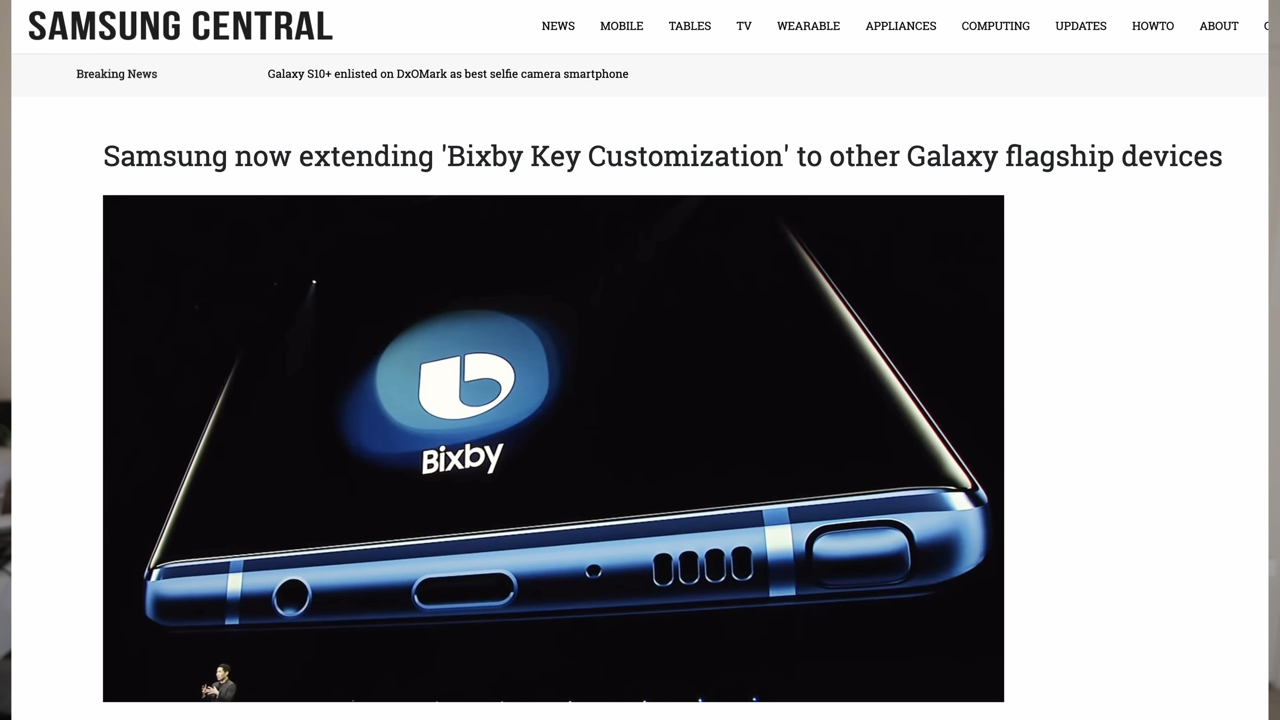 SAMSUNG CENTRAL
NEWS MOBILE TABLES TV WEARABLE APPLIANCES COMPUTING UPDATES HOWTO ABOUT
Breaking News Galaxy S10+ enlisted on DxOMark as best selfie camera smartphone
Samsung now extending 'Bixby Key Customization' to other Galaxy flagship devices
Bixby